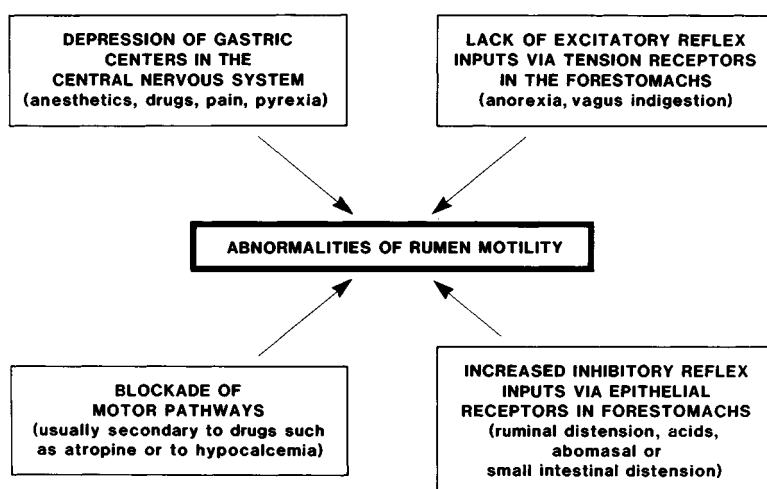 DEPRESSION OF GASTRIC
CENTERS IN THE
CENTRAL NERVOUS SYSTEM
(anesthetics, drugs, pain, pyrexia)
LACK OF EXCITATORY REFLEX
INPUTS VIA TENSION RECEPTORS
IN THE FORESTOMACHS
(anorexia, vagus indigestion)
ABNORMALITIES OF RUMEN MOTILITY
BLOCKADE OF
MOTOR PATHWAYS
(usually secondary to drugs such
as atropine or to hypocalcemia)
INCREASED INHIBITORY REFLEX
INPUTS VIA EPITHELIAL
RECEPTORS IN FORESTOMACHS
(ruminal distension, acids,
abomasal or
small intestinal distension)